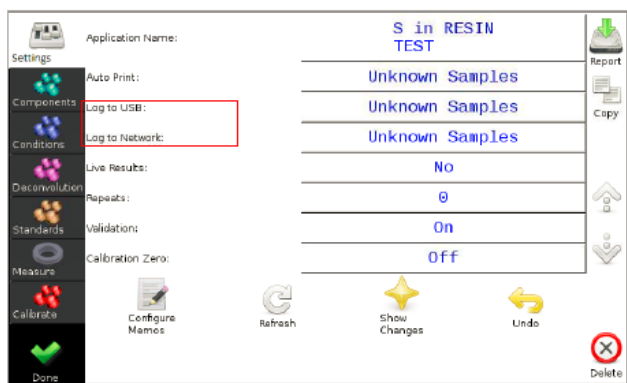 Settings
Components
Conditions
Deconvolution
Standards
Measure
Calibrate
Done
Application Name: S in RESIN
TEST
Auto Print: Unknown Samples
Log to USB: Unknown Samples
Log to Network: Unknown Samples
Live Results: No
Repeats: 0
Validation: On
Calibration Zero: Off
Configure
Memos
Refresh
Show
Changes
Undo
Report
Copy
Delete